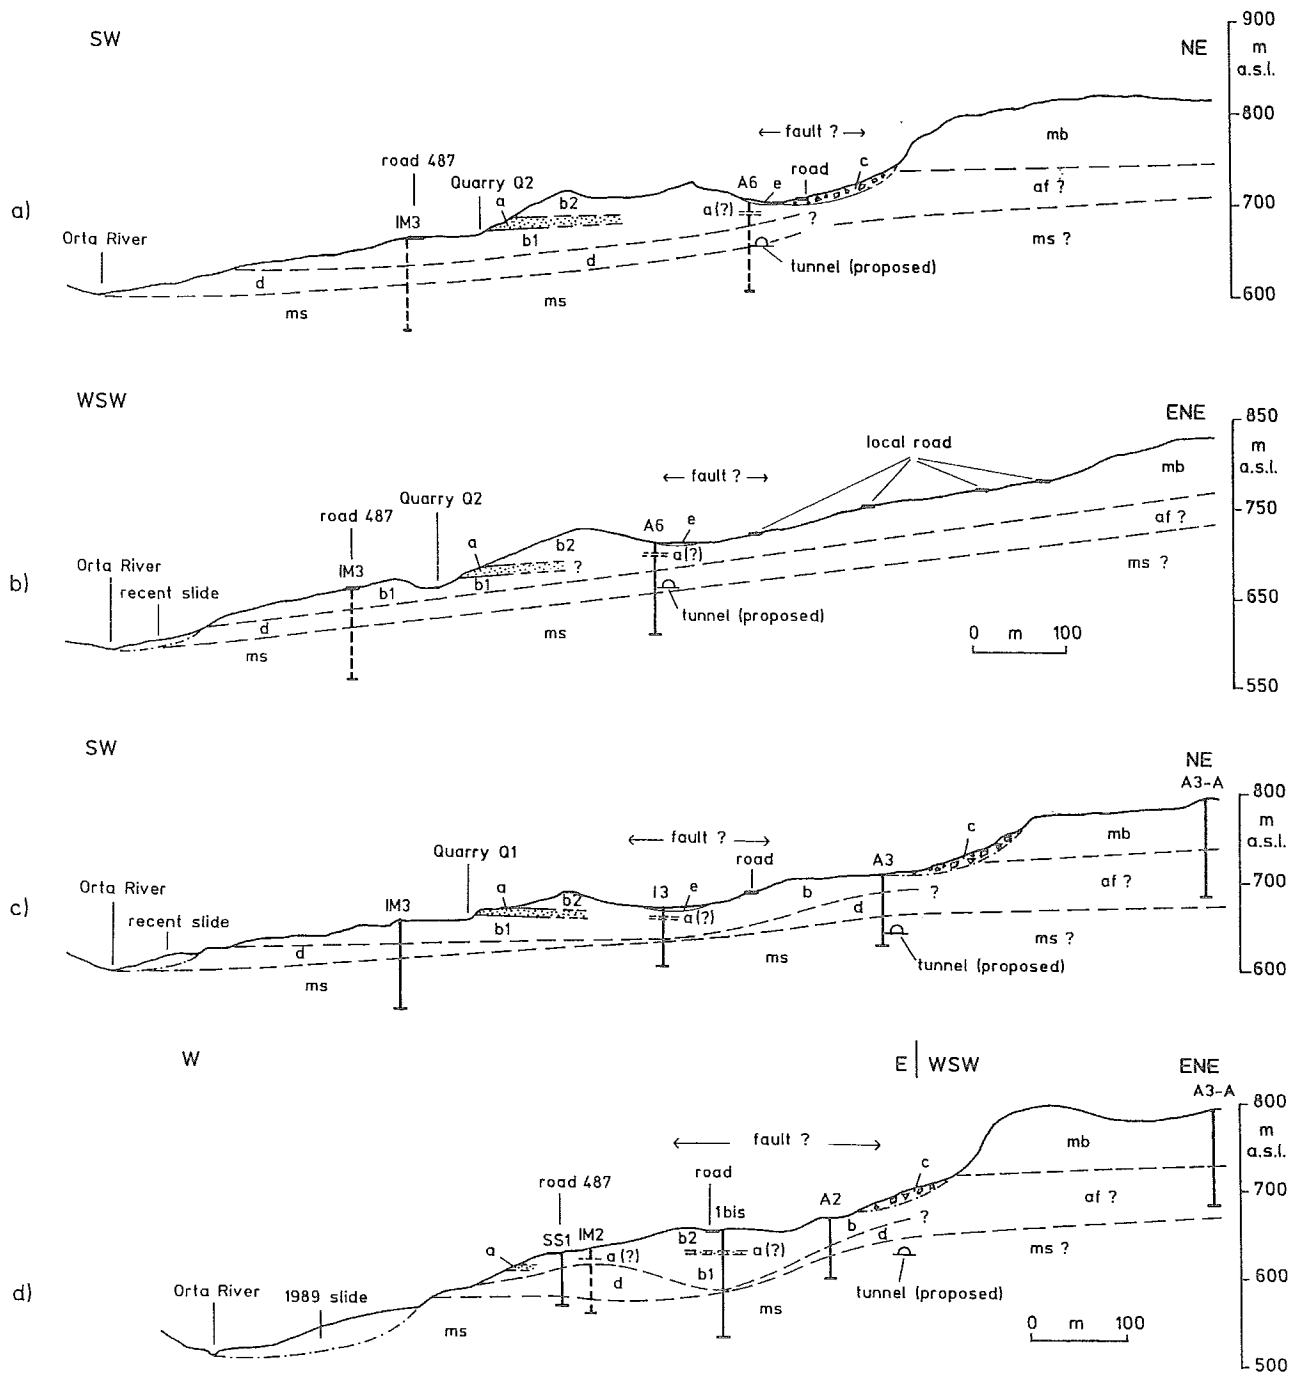 SW
900
m
a.s.l.
NE
800
← fault ? →
mb
road 487
c
road
Quarry Q2
A6
e
a
b2
af ?
a)
IM3
a(?)
700
?
b1
Orta River
ms ?
d
tunnel (proposed)
d
600
ms
ms
WSW
ENE
850
m
a.s.l.
local road
mb
← fault ? →
Quarry Q2
750
road 487
A6
e
af ?
a
b2
a(?)
Orta River
IM3
?
ms ?
b)
b1
b1
recent slide
650
tunnel (proposed)
d
ms
0 m 100
ms
550
SW
NE
A3-A
800
m
a.s.l.
c
mb
← fault ? →
Quarry Q1
road
A3
Orta River
a
b2
I3
e
b
?
af ?
700
c)
IM3
recent slide
a(?)
d
b1
ms ?
d
ms
tunnel (proposed)
600
ms
W
E
WSW
ENE
A3-A
800
m
a.s.l.
← fault ? →
mb
c
road 487
road
A2
700
1bis
af ?
SS1
IM2
b2
b
?
a
a(?)
a(?)
d
ms ?
b1
d
600
d)
Orta River
1989 slide
tunnel (proposed)
ms
ms
0 m 100
500